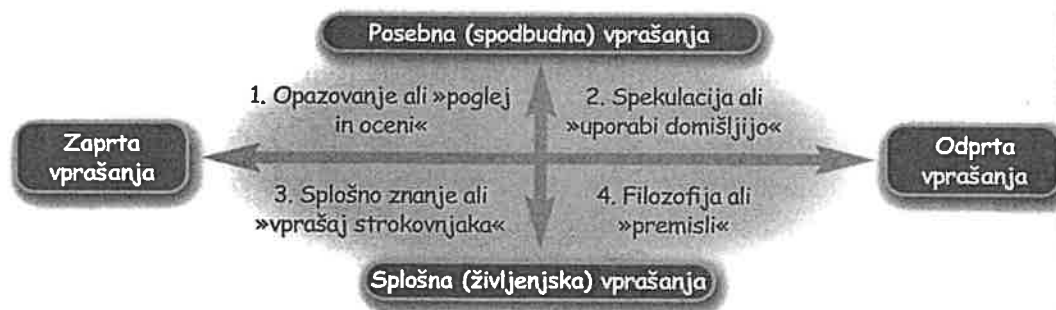 Posebna (spodbudna) vprašanja
1. Opazovanje ali »poglej
in oceni«
2. Spekulacija ali
»uporabi domišljijo«
Zaprta
vprašanja
Odprta
vprašanja
3. Splošno znanje ali
»vprašaj strokovnjaka«
4. Filozofija ali
»premisli«
Splošna (življenjska) vprašanja